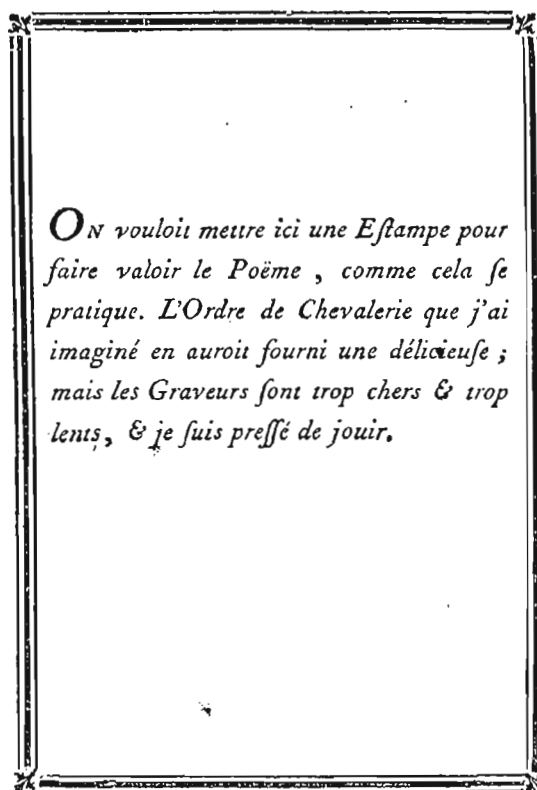 ON vouloit mettre ici une Eſtampe pour
faire valoir le Poëme , comme cela ſe
pratique. L'Ordre de Chevalerie que j'ai
imaginé en auroit fourni une délicieuſe ;
mais les Graveurs ſont trop chers & trop
lents, & je ſuis preſſé de jouir.